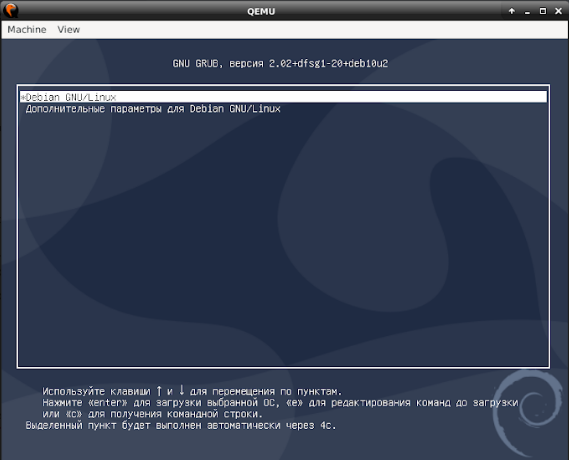 QEMU
Machine View
GNU GRUB, версия 2.02+dfsg1-20+deb10u2
*Debian GNU/Linux
Дополнительные параметры для Debian GNU/Linux
Используйте клавиши ↑ и ↓ для перемещения по пунктам.
Нажмите «enter» для загрузки выбранной ОС, «e» для редактирования команд до загрузки
или «c» для получения командной строки.
Выделенный пункт будет выполнен автоматически через 4с.